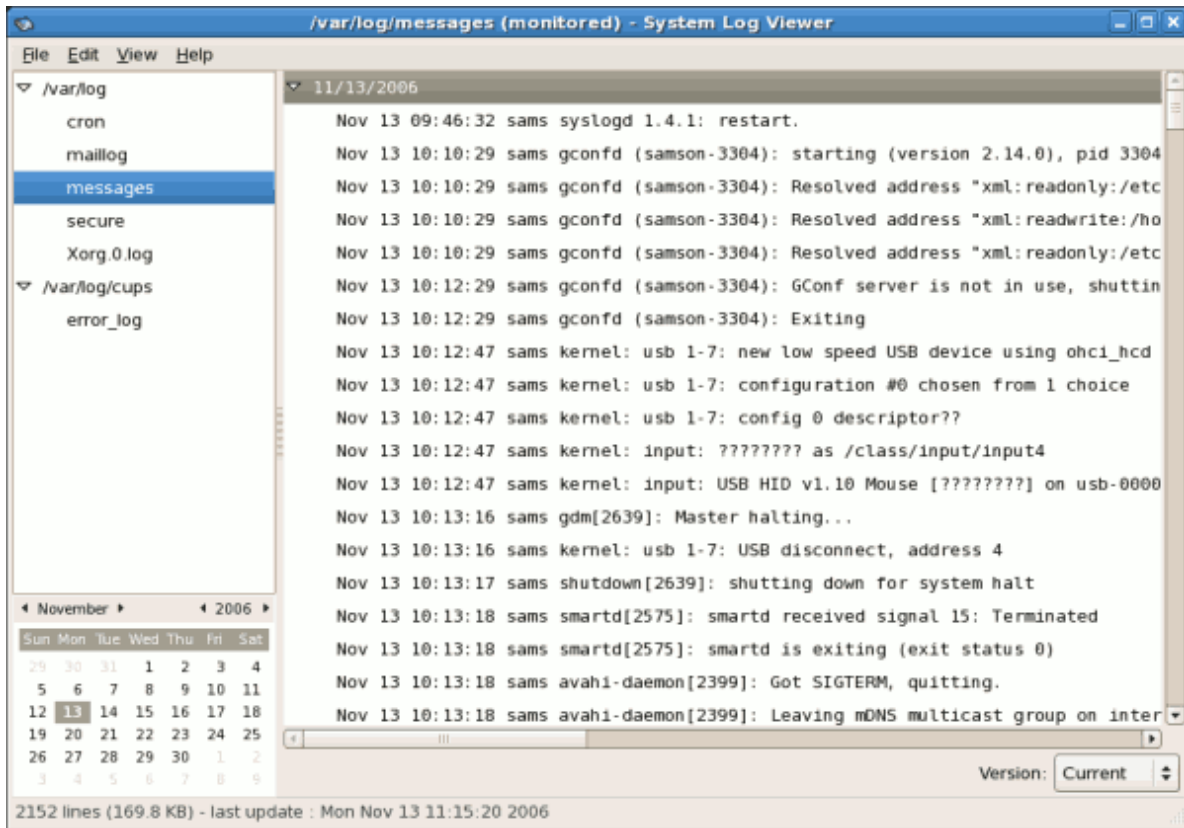 /var/log/messages (monitored) - System Log Viewer
File Edit View Help
/var/log
cron
maillog
messages
secure
Xorg.0.log
/var/log/cups
error_log
11/13/2006
Nov 13 09:46:32 sams syslogd 1.4.1: restart.
Nov 13 10:10:29 sams gconfd (samson-3304): starting (version 2.14.0), pid 3304
Nov 13 10:10:29 sams gconfd (samson-3304): Resolved address "xml:readonly:/etc
Nov 13 10:10:29 sams gconfd (samson-3304): Resolved address "xml:readwrite:/ho
Nov 13 10:10:29 sams gconfd (samson-3304): Resolved address "xml:readonly:/etc
Nov 13 10:12:29 sams gconfd (samson-3304): GConf server is not in use, shuttin
Nov 13 10:12:29 sams gconfd (samson-3304): Exiting
Nov 13 10:12:47 sams kernel: usb 1-7: new low speed USB device using ohci_hcd
Nov 13 10:12:47 sams kernel: usb 1-7: configuration #0 chosen from 1 choice
Nov 13 10:12:47 sams kernel: usb 1-7: config 0 descriptor??
Nov 13 10:12:47 sams kernel: input: ???????? as /class/input/input4
Nov 13 10:12:47 sams kernel: input: USB HID v1.10 Mouse [????????] on usb-0000
Nov 13 10:13:16 sams gdm[2639]: Master halting...
Nov 13 10:13:16 sams kernel: usb 1-7: USB disconnect, address 4
Nov 13 10:13:17 sams shutdown[2639]: shutting down for system halt
Nov 13 10:13:18 sams smartd[2575]: smartd received signal 15: Terminated
Nov 13 10:13:18 sams smartd[2575]: smartd is exiting (exit status 0)
Nov 13 10:13:18 sams avahi-daemon[2399]: Got SIGTERM, quitting.
Nov 13 10:13:18 sams avahi-daemon[2399]: Leaving mDNS multicast group on inter
November 2006
Sun Mon Tue Wed Thu Fri Sat
29 30 31 1 2 3 4
5 6 7 8 9 10 11
12 13 14 15 16 17 18
19 20 21 22 23 24 25
26 27 28 29 30 1 2
3 4 5 6 7 8 9
Version: Current
2152 lines (169.8 KB) - last update : Mon Nov 13 11:15:20 2006